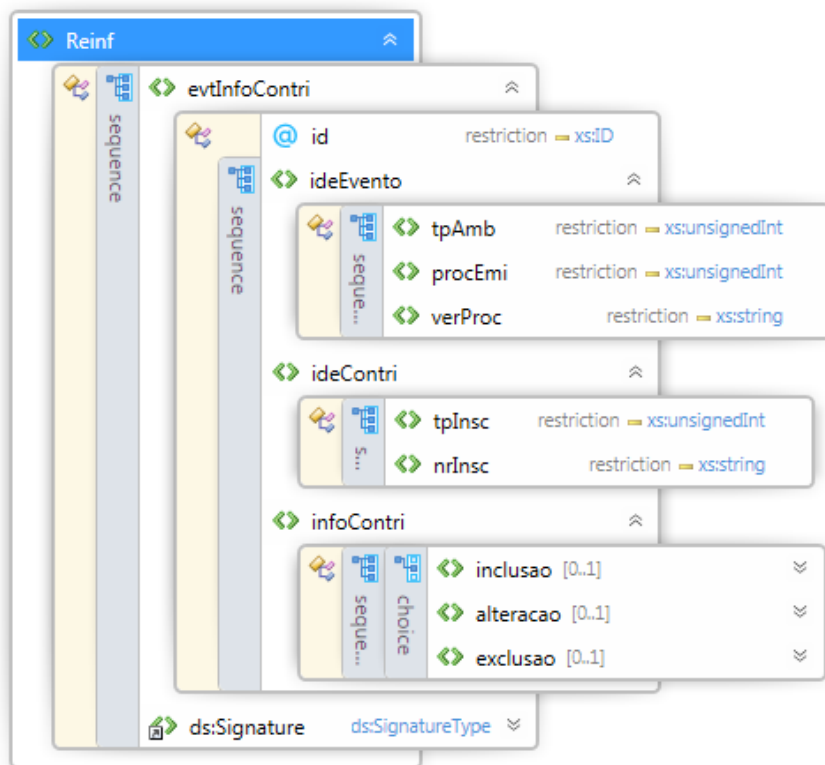 Reinf
sequence
evtInfoContri
sequence
@ id restriction xs:ID
ideEvento
seque...
tpAmb restriction xs:unsignedInt
procEmi restriction xs:unsignedInt
verProc restriction xs:string
ideContri
s...
tpInsc restriction xs:unsignedInt
nrInsc restriction xs:string
infoContri
seque...
choice
inclusao [0..1]
alteracao [0..1]
exclusao [0..1]
ds:Signature ds:SignatureType